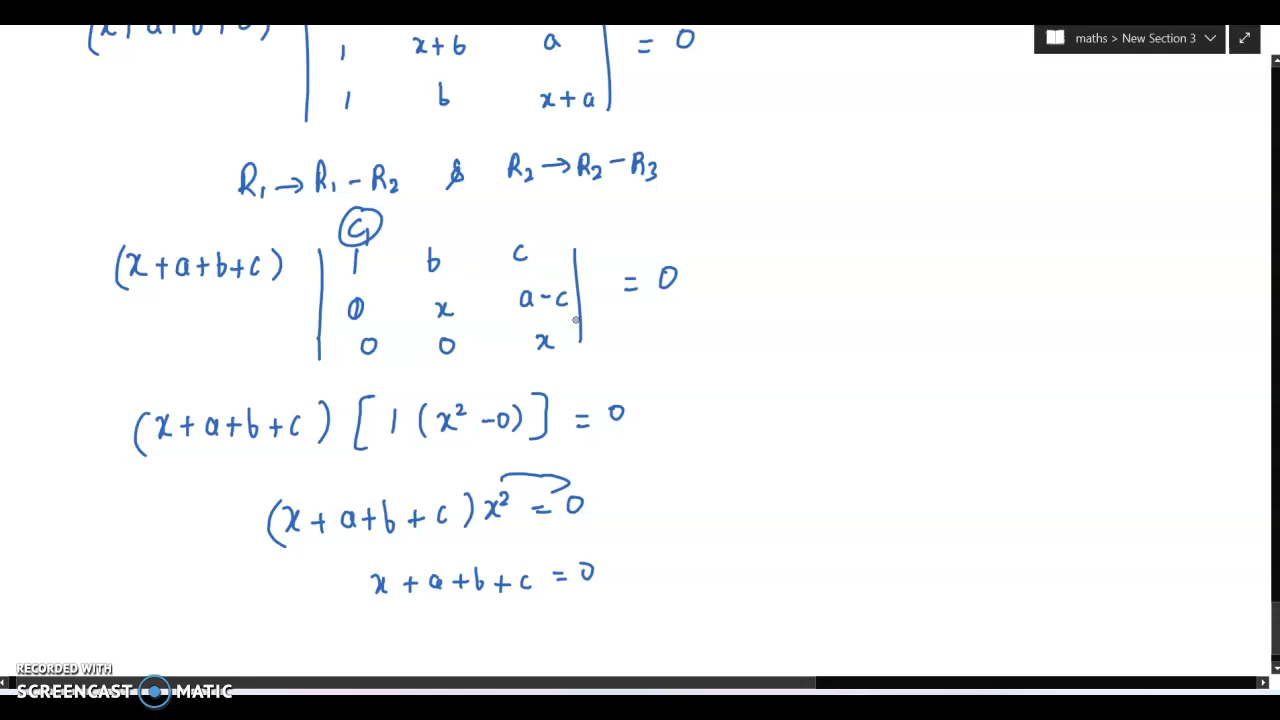 (x+a+b+c)
1 x+b a = 0
1 b x+a
R₁→R₁-R₂ & R₂→R₂-R₃
C₁
(x+a+b+c) 1 b c
0 x a-c = 0
0 0 x
(x+a+b+c) [1(x²-0)] = 0
(x+a+b+c)x² = 0
x+a+b+c = 0
maths > New Section 3
RECORDED WITH
SCREENCAST MATIC